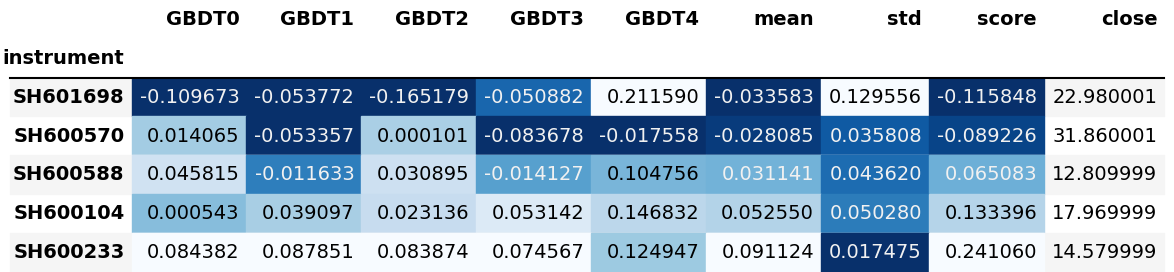 GBDT0 GBDT1 GBDT2 GBDT3 GBDT4 mean std score close
instrument
SH601698 -0.109673 -0.053772 -0.165179 -0.050882 0.211590 -0.033583 0.129556 -0.115848 22.980001
SH600570 0.014065 -0.053357 0.000101 -0.083678 -0.017558 -0.028085 0.035808 -0.089226 31.860001
SH600588 0.045815 -0.011633 0.030895 -0.014127 0.104756 0.031141 0.043620 0.065083 12.809999
SH600104 0.000543 0.039097 0.023136 0.053142 0.146832 0.052550 0.050280 0.133396 17.969999
SH600233 0.084382 0.087851 0.083874 0.074567 0.124947 0.091124 0.017475 0.241060 14.579999